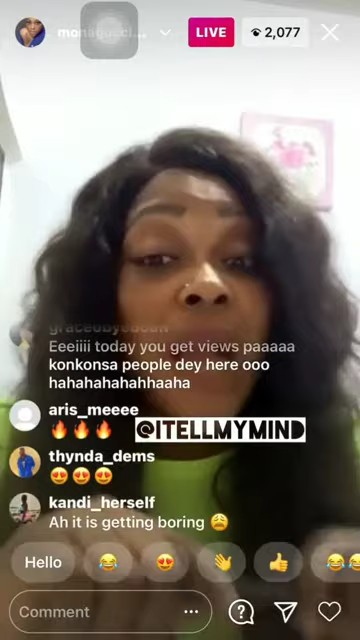 LIVE
2,077
Eeeiiii today you get views paaaaa
konkonsa people dey here ooo
hahahahahahhaaha
aris_meeee
🔥🔥🔥
@ITELLMYMIND
thynda_dems
😍😍😍
kandi_herself
Ah it is getting boring 😩
Hello 😂 😍 👋 👍 😂
Comment